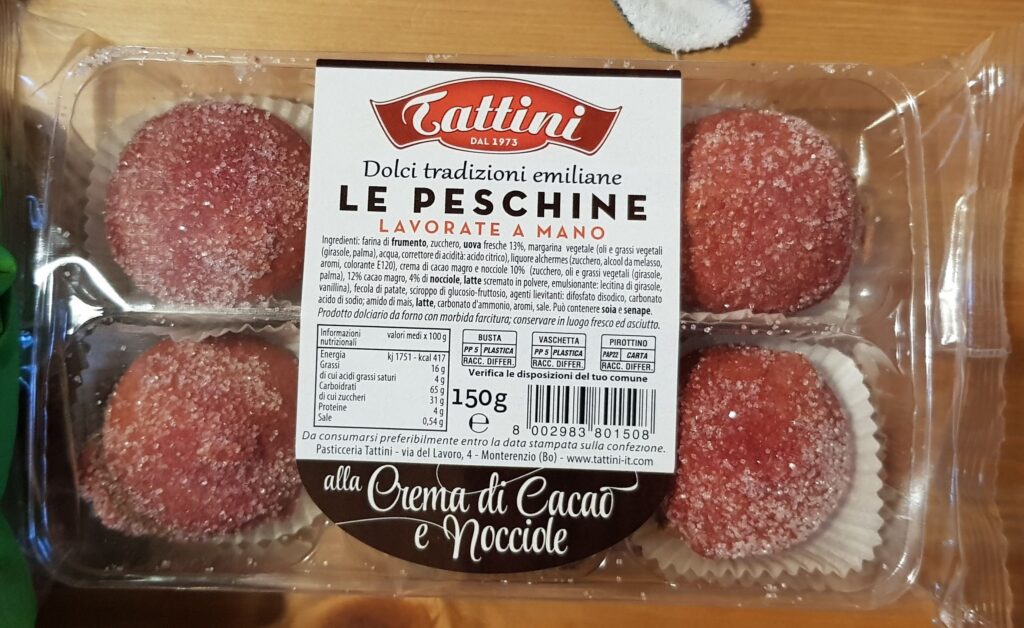 Tattini
DAL 1973
Dolci tradizioni emiliane
LE PESCHINE
LAVORATE A MANO
Ingredienti: farina di frumento, zucchero, uova fresche 13%, margarina vegetale (oli e grassi vegetali
(girasole, palma), acqua, correttore di acidità: acido citrico), liquore alchermes (zucchero, alcool da melasso,
aromi, colorante E120), crema di cacao magro e nocciole 10% (zucchero, oli e grassi vegetali (girasole,
palma), 12% cacao magro, 4% di nocciole, latte scremato in polvere, emulsionante: lecitina di girasole,
vanillina), fecola di patate, sciroppo di glucosio-fruttosio, agenti lievitanti: difosfato disodico, carbonato
acido di sodio; amido di mais, latte, carbonato d'ammonio, aromi, sale. Può contenere soia e senape.
Prodotto dolciario da forno con morbida farcitura; conservare in luogo fresco ed asciutto.
Informazioni nutrizionali valori medi x 100 g
Energia kj 1751 - kcal 417
Grassi 16 g
di cui acidi grassi saturi 4 g
Carboidrati 65 g
di cui zuccheri 31 g
Proteine 4 g
Sale 0,54 g
BUSTA
PP 5 PLASTICA
RACC. DIFFER.
VASCHETTA
PP 5 PLASTICA
RACC. DIFFER.
PIROTTINO
PAP22 CARTA
RACC. DIFFER.
Verifica le disposizioni del tuo comune
150g
e
8 002983 801508
Da consumarsi preferibilmente entro la data stampata sulla confezione.
Pasticceria Tattini - via del Lavoro, 4 - Monterenzio (Bo) - www.tattini-it.com
alla Crema di Cacao
e Nocciole